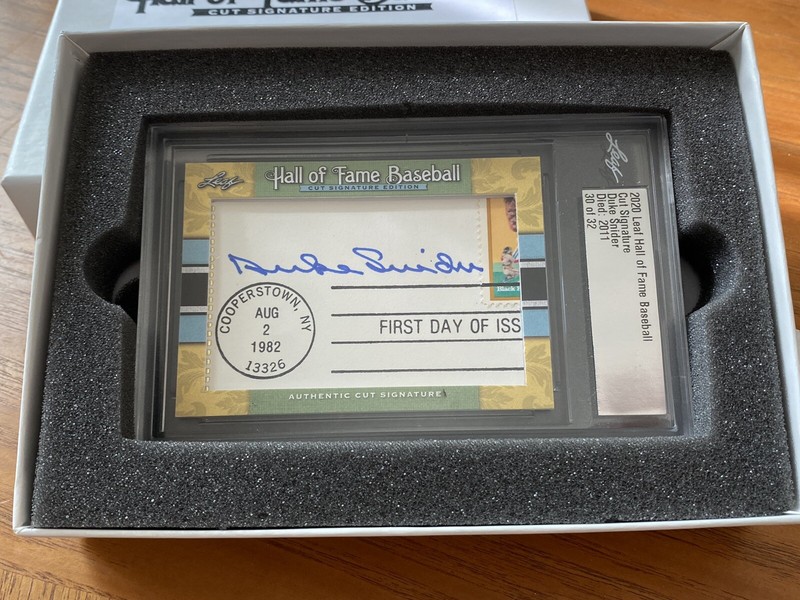 Hall of Fame
CUT SIGNATURE EDITION
Leaf
Hall of Fame Baseball
CUT SIGNATURE EDITION
Duke Snider
Black H
COOPERSTOWN, NY
AUG
2
1982
13326
FIRST DAY OF ISS
AUTHENTIC CUT SIGNATURE
Leaf
2020 Leaf Hall of Fame Baseball
Cut Signature
Duke Snider
Died: 2011
30 of 32